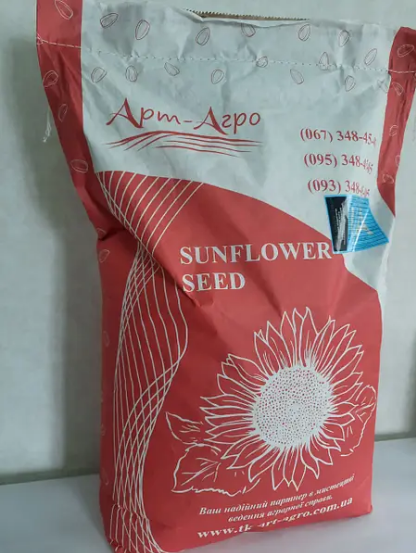 Арт-Агро
(067) 348-45-
(095) 348-
(093) 348-
SUNFLOWER
SEED
Ваш надійний партнер в мистецтві
ведення аграрної справи.
www.tk-art-agro.com.ua